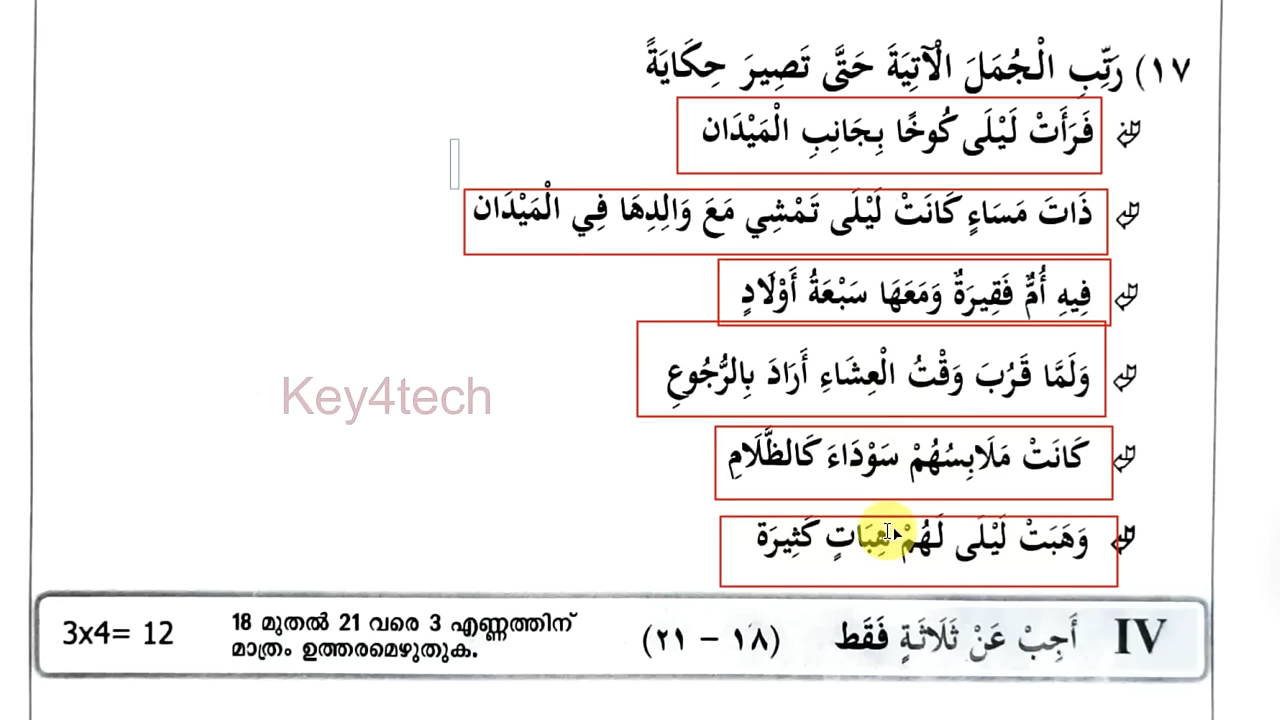 ١٧) رَتِّبِ الْجُمَلَ الْآتِيَةَ حَتَّى تَصِيرَ حِكَايَةً
فَرَأَتْ لَيْلَى كُوخًا بِجَانِبِ الْمَيْدَان
ذَاتَ مَسَاءٍ كَانَتْ لَيْلَى تَمْشِي مَعَ وَالِدِهَا فِي الْمَيْدَان
فِيهِ أُمٌّ فَقِيرَةٌ وَمَعَهَا سَبْعَةُ أَوْلَادٍ
وَلَمَّا قَرُبَ وَقْتُ الْعِشَاءِ أَرَادَ بِالرُّجُوعِ
Key4tech
كَانَتْ مَلَابِسُهُمْ سَوْدَاءَ كَالظَّلَامِ
وَهَبَتْ لَيْلَى لَهُمْ هِبَاتٍ كَثِيرَة
IV أَجِبْ عَنْ ثَلَاثَةٍ فَقَط (١٨ – ٢١)
18 മുതൽ 21 വരെ 3 എണ്ണത്തിന്
മാത്രം ഉത്തരമെഴുതുക.
3x4= 12